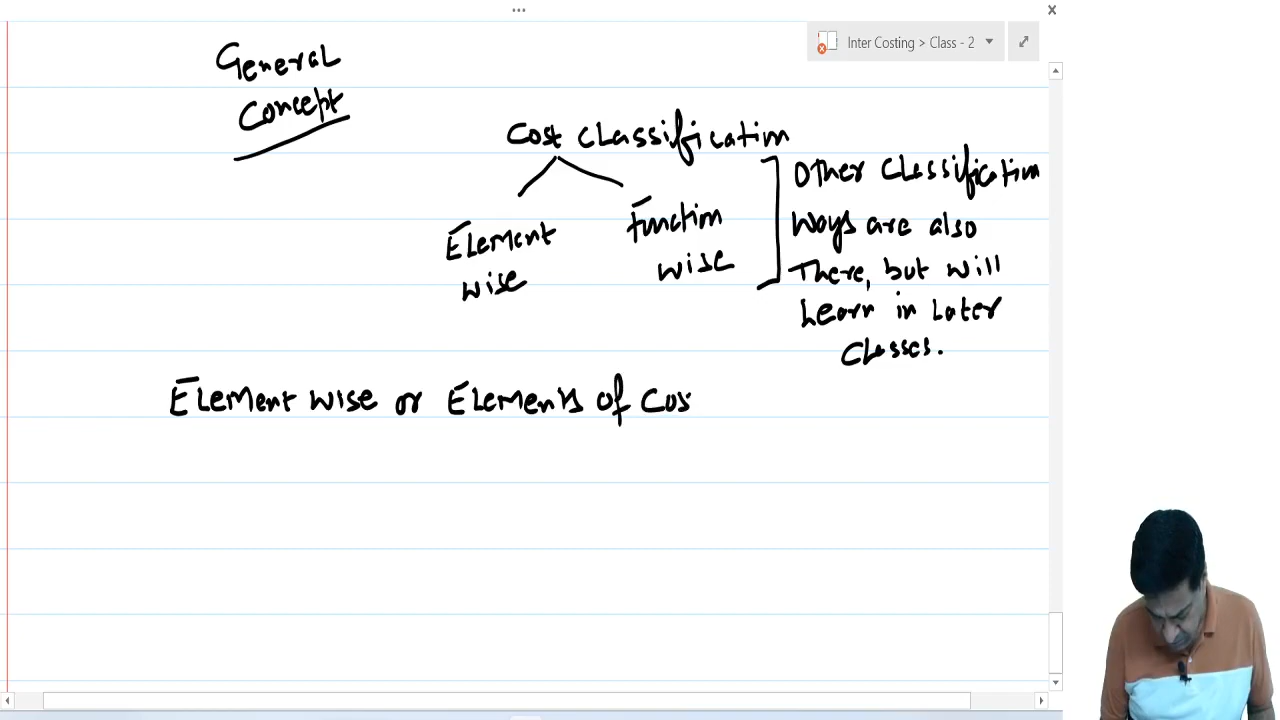 Inter Costing > Class - 2
General
Concept
Cost Classification
Element
wise
Function
wise
Other Classification
Ways are also
There, but will
Learn in Later
Classes.
Element wise or Elements of Cos